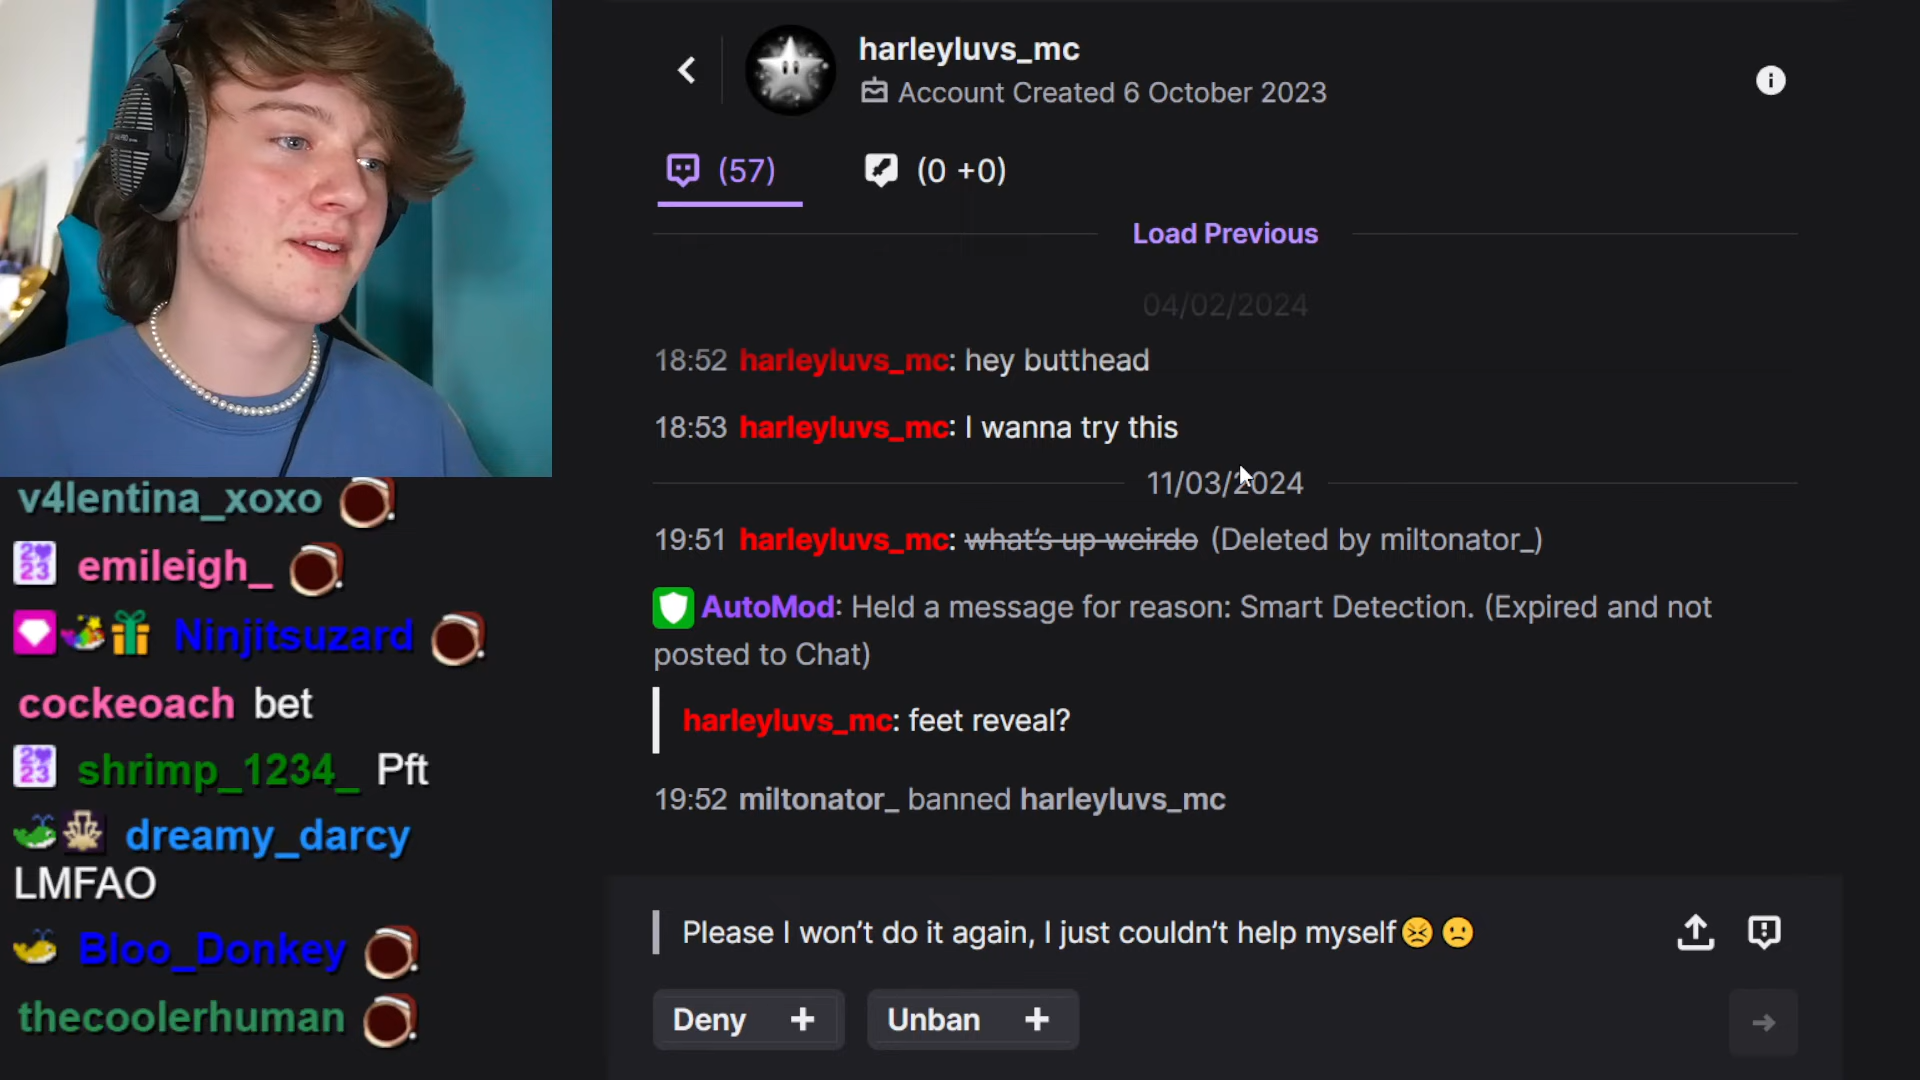 harleyluvs_mc
Account Created 6 October 2023
(57)
(0 +0)
Load Previous
04/02/2024
18:52 harleyluvs_mc: hey butthead
18:53 harleyluvs_mc: I wanna try this
11/03/2024
19:51 harleyluvs_mc: what's up weirdo (Deleted by miltonator_)
AutoMod: Held a message for reason: Smart Detection. (Expired and not
posted to Chat)
harleyluvs_mc: feet reveal?
19:52 miltonator_ banned harleyluvs_mc
Please I won't do it again, I just couldn't help myself😣🙁
Deny +
Unban +
v4lentina_xoxo
23 emileigh_
Ninjitsuzard
cockeoach bet
23 shrimp_1234_ Pft
dreamy_darcy
LMFAO
Bloo_Donkey
thecoolerhuman